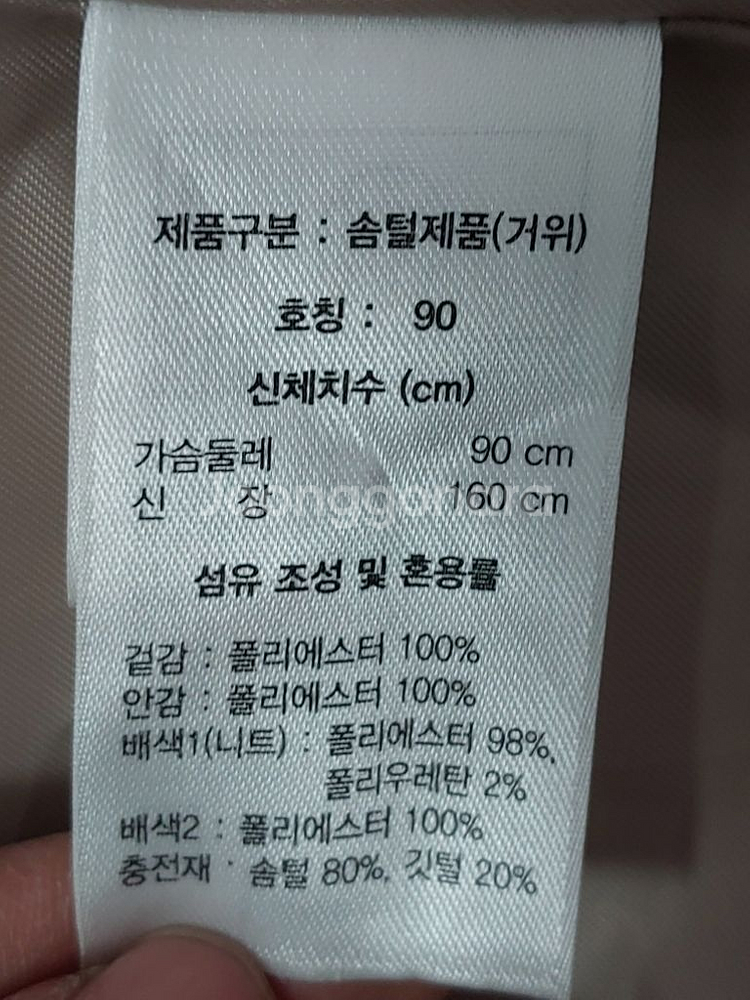 제품구분 : 솜털제품(거위)
호칭 : 90
신체치수 (cm)
가슴둘레 90 cm
신 장 160 cm
섬유 조성 및 혼용률
겉감 : 폴리에스터 100%
안감 : 폴리에스터 100%
배색1(니트) : 폴리에스터 98%,
폴리우레탄 2%
배색2 : 폴리에스터 100%
충전재 : 솜털 80%, 깃털 20%